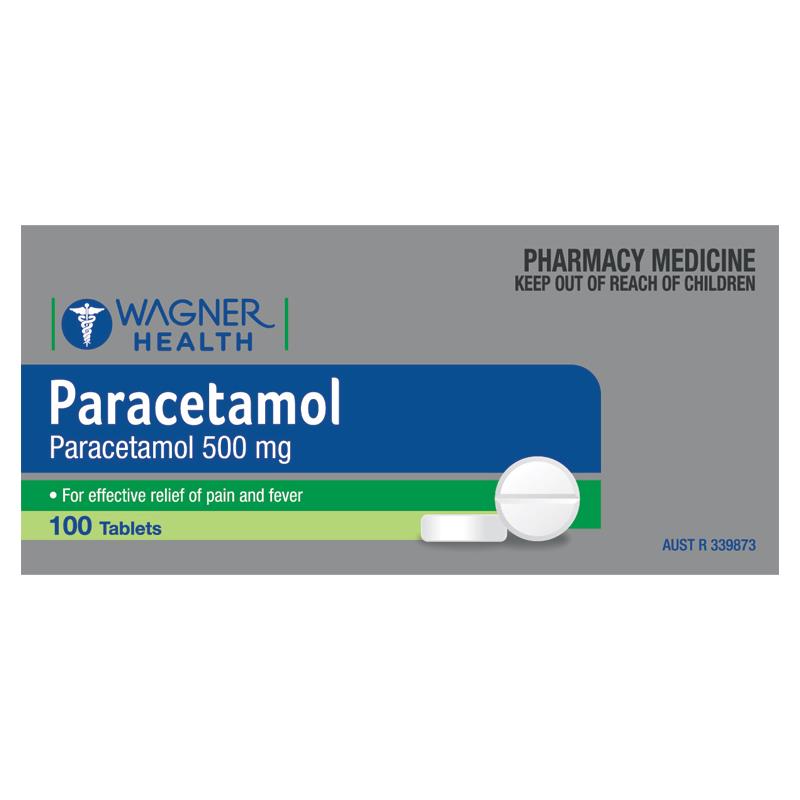 PHARMACY MEDICINE
KEEP OUT OF REACH OF CHILDREN
WAGNER
HEALTH
Paracetamol
Paracetamol 500 mg
• For effective relief of pain and fever
100 Tablets
AUST R 339873